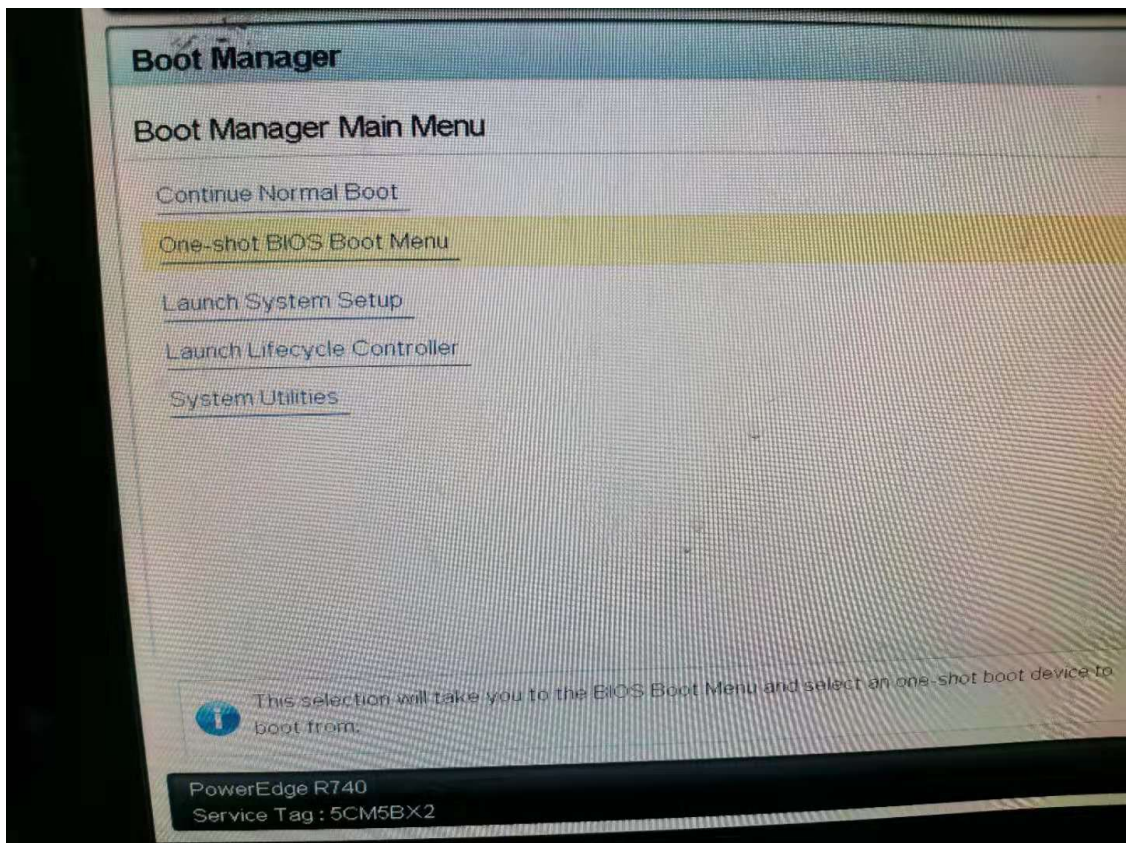 Boot Manager
Boot Manager Main Menu
Continue Normal Boot
One-shot BIOS Boot Menu
Launch System Setup
Launch Lifecycle Controller
System Utilities
This selection will take you to the BIOS Boot Menu and select an one-shot boot device to
boot from.
PowerEdge R740
Service Tag : 5CM5BX2